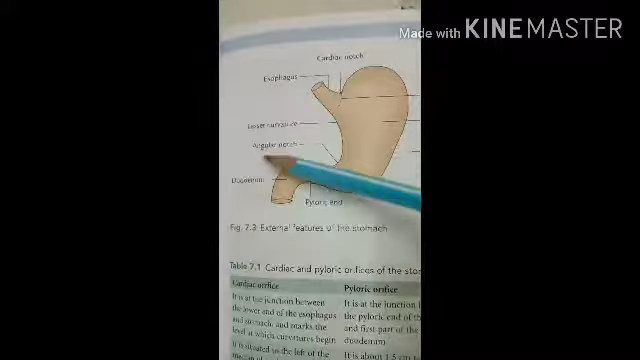 Made with KINEMASTER
Cardiac notch
Esophagus
Lesser curvature
Angular notch
Duodenum
Pyloric end
Fig. 7.3 External features of the stomach
Table 7.1 Cardiac and pyloric orifices of the sto
Cardiac orifice
It is at the junction between
the lower end of the esophagus
and stomach, and marks the
level at which curvatures begin
It is situated to the left of the
Pyloric orifice
It is at the junction
the pyloric end of th
and first part of the
duodenum
It is about 1.5 cm to